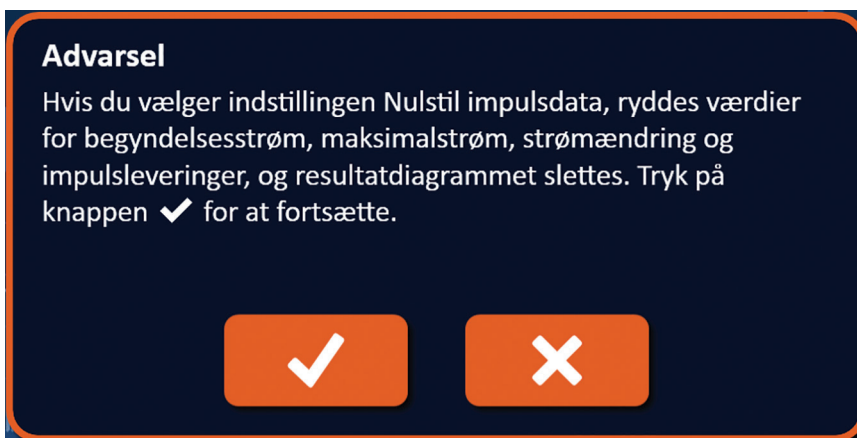 Advarsel
Hvis du vælger indstillingen Nulstil impulsdata, ryddes værdier
for begyndelsesstrøm, maksimalstrøm, strømændring og
impulsleveringer, og resultatdiagrammet slettes. Tryk på
knappen ✔ for at fortsætte.